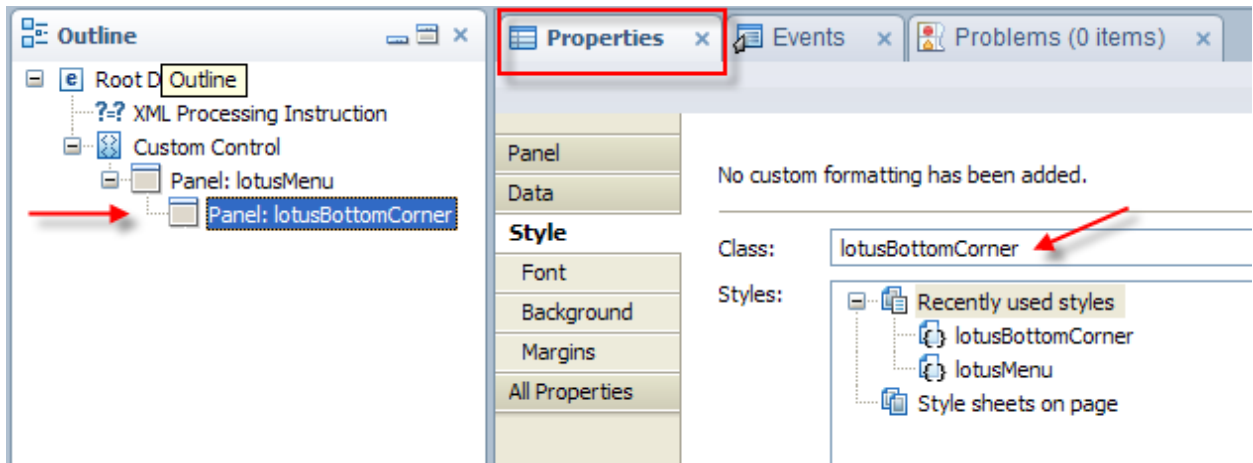 Outline
Root D
Outline
?=? XML Processing Instruction
Custom Control
Panel: lotusMenu
Panel: lotusBottomCorner
Properties
Events
Problems (0 items)
Panel
Data
Style
Font
Background
Margins
All Properties
No custom formatting has been added.
Class: lotusBottomCorner
Styles:
Recently used styles
lotusBottomCorner
lotusMenu
Style sheets on page